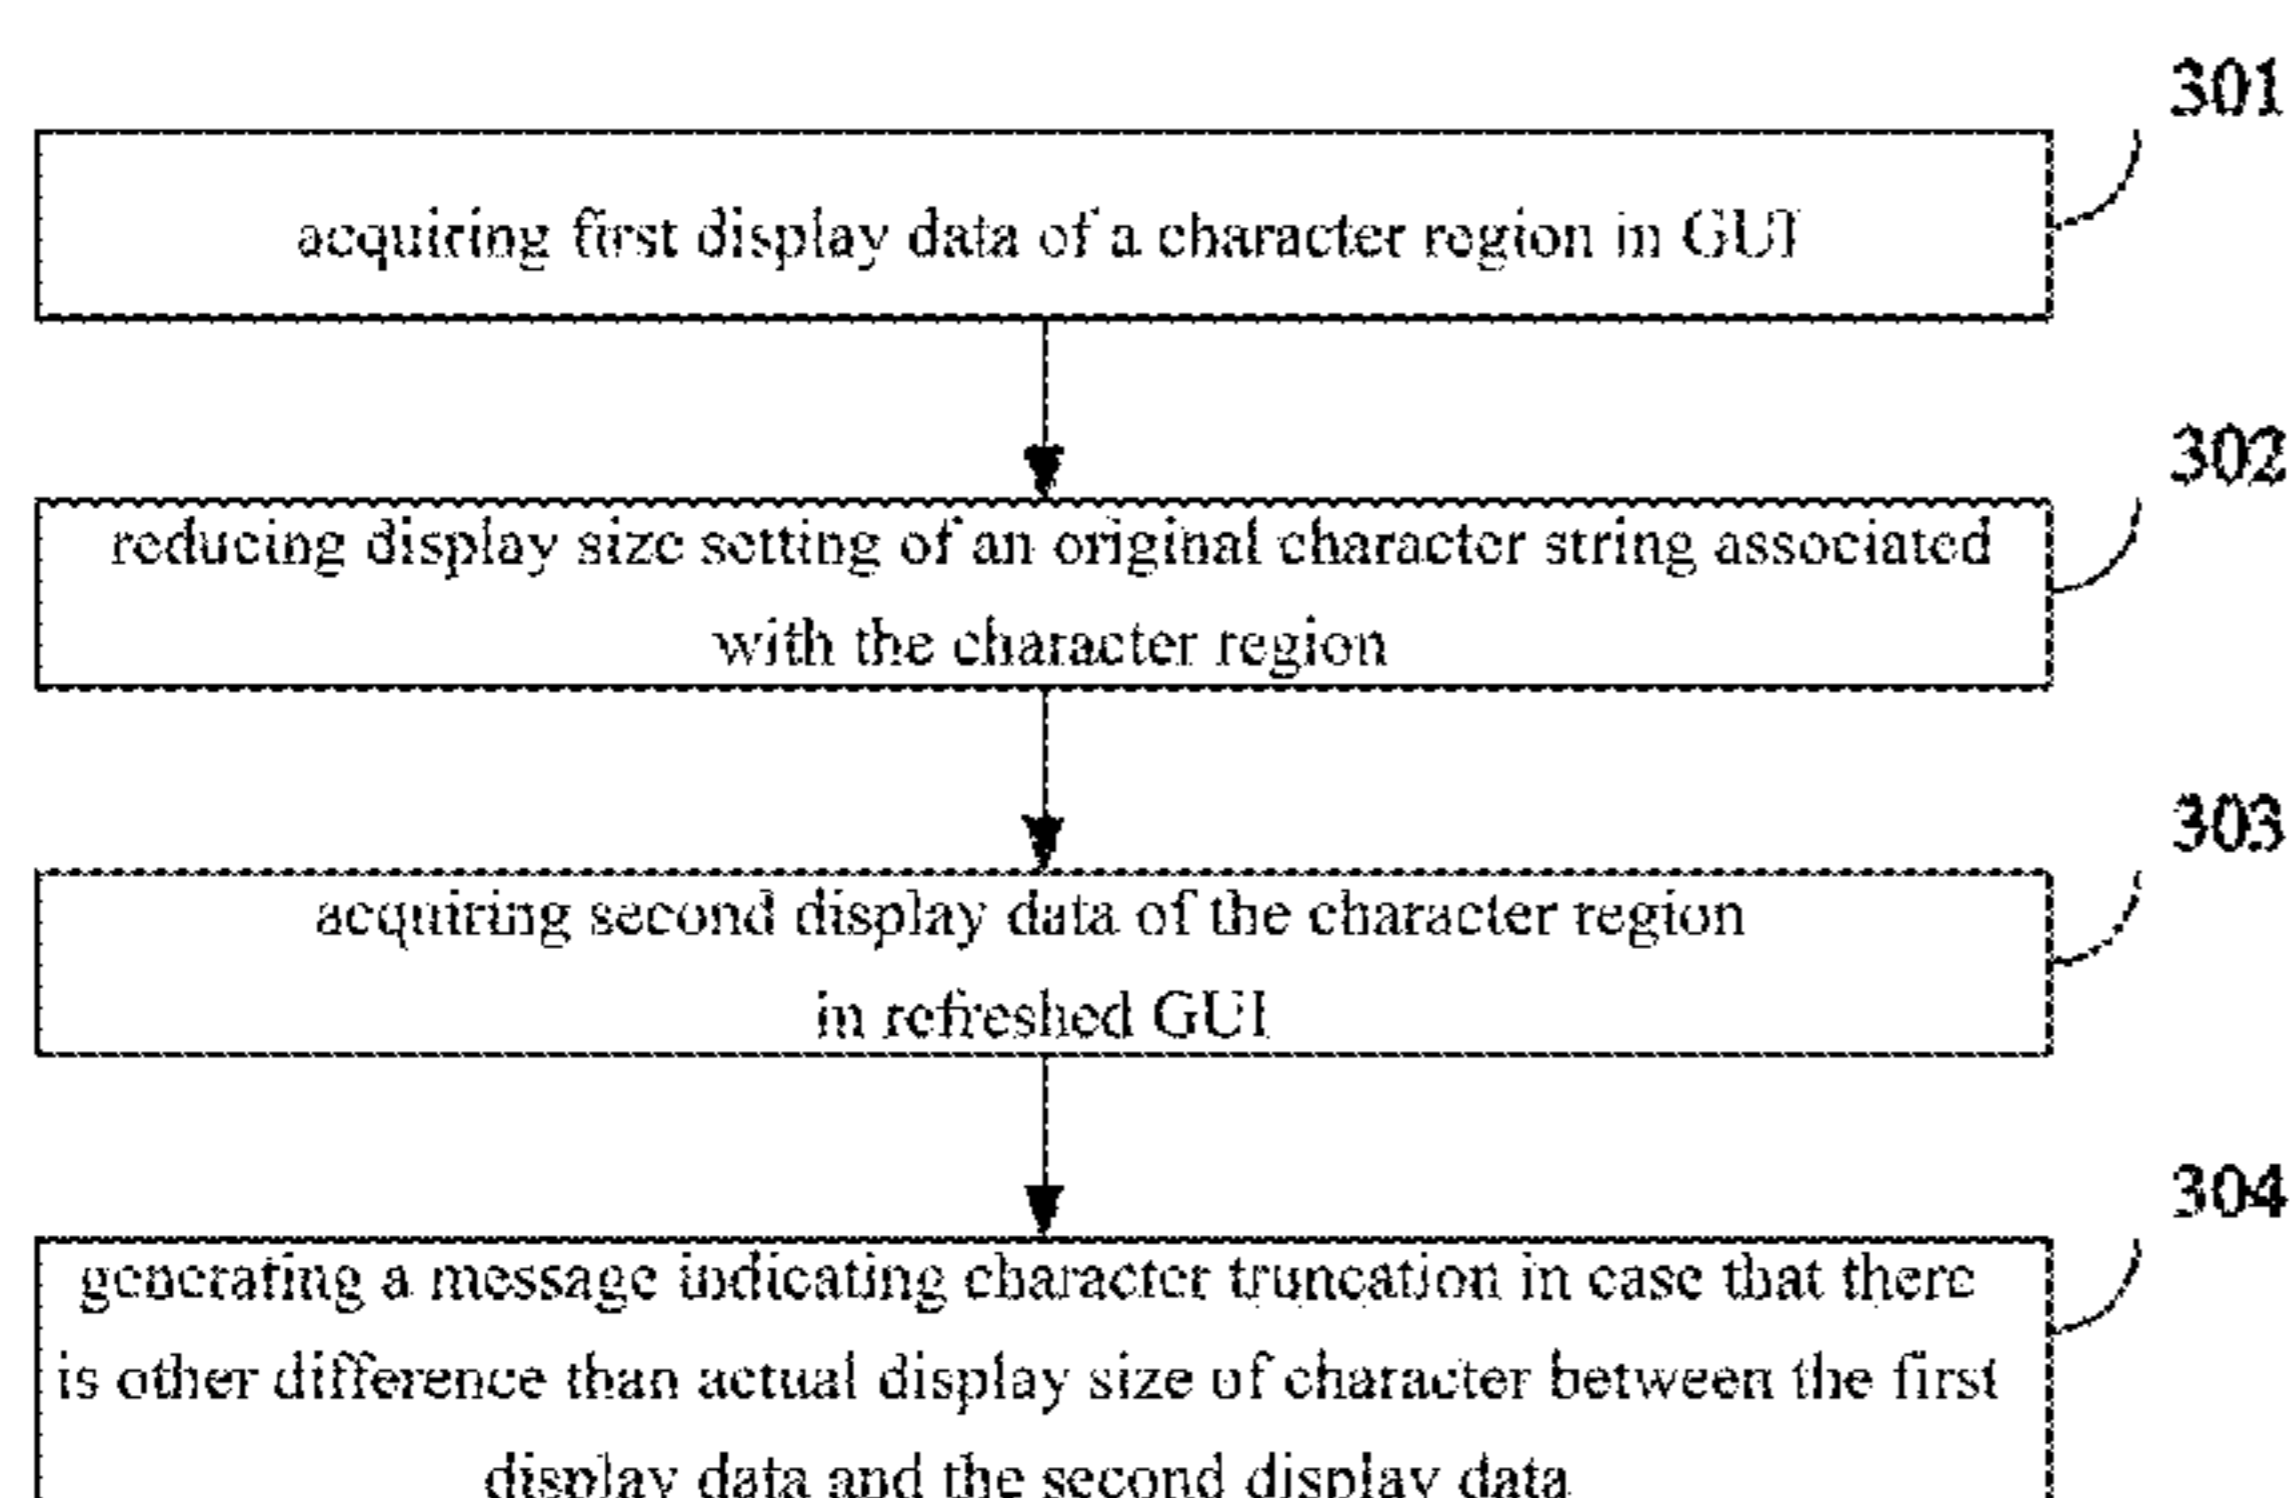 301
acquiring first display data of a character region in GUI
302
reducing display size setting of an original character string associated
with the character region
303
acquiring second display data of the character region
in refreshed GUI
304
generating a message indicating character truncation in case that there
is other difference than actual display size of character between the first
display data and the second display data